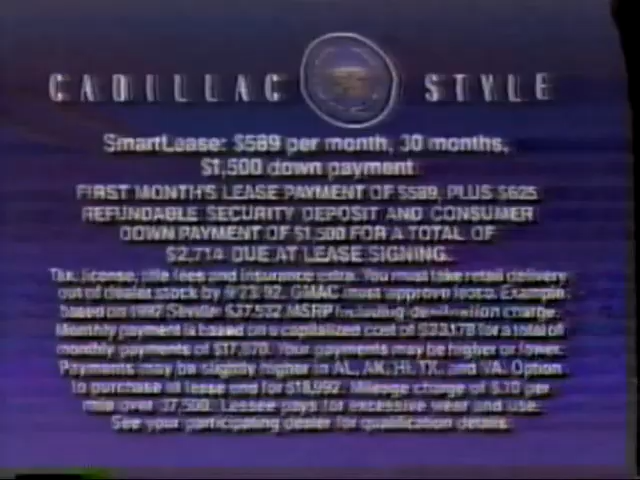 CADILLAC STYLE
SmartLease: $589 per month, 30 months,
$1,500 down payment.
FIRST MONTH'S LEASE PAYMENT OF $589, PLUS $625
REFUNDABLE SECURITY DEPOSIT AND CONSUMER
DOWN PAYMENT OF $1,500 FOR A TOTAL OF
$2,714 DUE AT LEASE SIGNING.
Tax, license, title fees and insurance extra. You must take retail delivery
out of dealer stock by 9/23/92. GMAC must approve lease. Example
based on 1992 Seville: $37,532 MSRP including destination charge.
Monthly payment is based on a capitalized cost of for a total of
monthly payments of $17,670. Your payments may be higher or lower.
Payments may be slightly higher in AL, AK, HI, TX, and VA. Option
to purchase at lease end for $18,992. Mileage charge of $.10 per
mile over 37,500. Lessee pays for excessive wear and use.
See your participating dealer for qualification details.